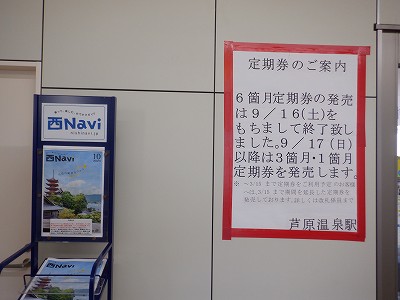 定期券のご案内
6箇月定期券の発売
は9／16(土)を
もちまして終了致し
ました。9／17(日)
以降は3箇月･1箇月
定期券を発売します。
芦原温泉駅
西Navi
西Navi
10